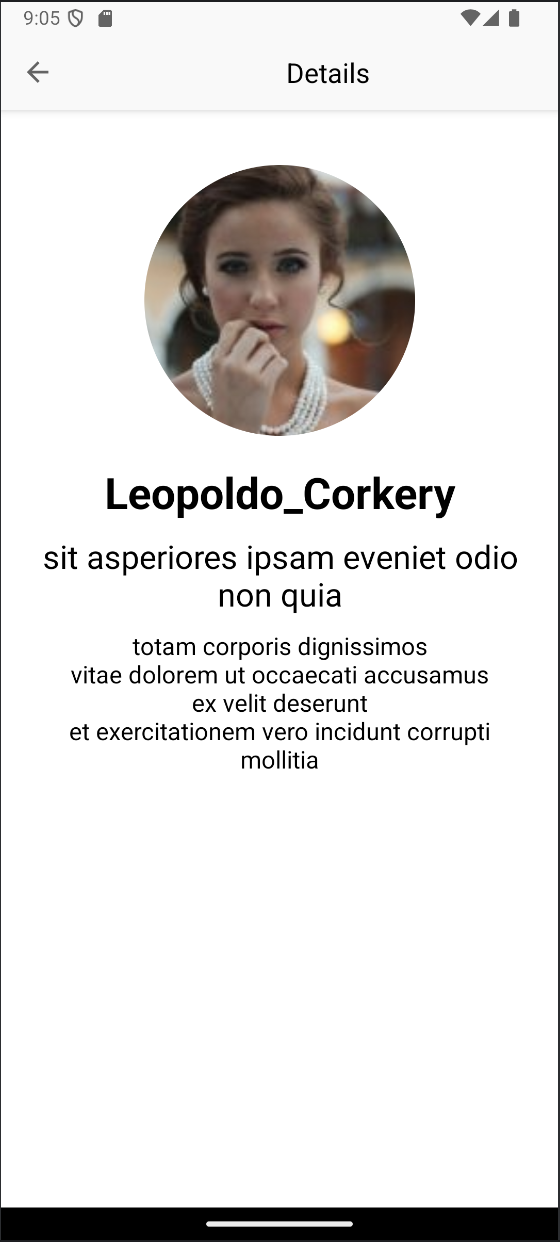 9:05
Details
Leopoldo_Corkery
sit asperiores ipsam eveniet odio
non quia
totam corporis dignissimos
vitae dolorem ut occaecati accusamus
ex velit deserunt
et exercitationem vero incidunt corrupti
mollitia